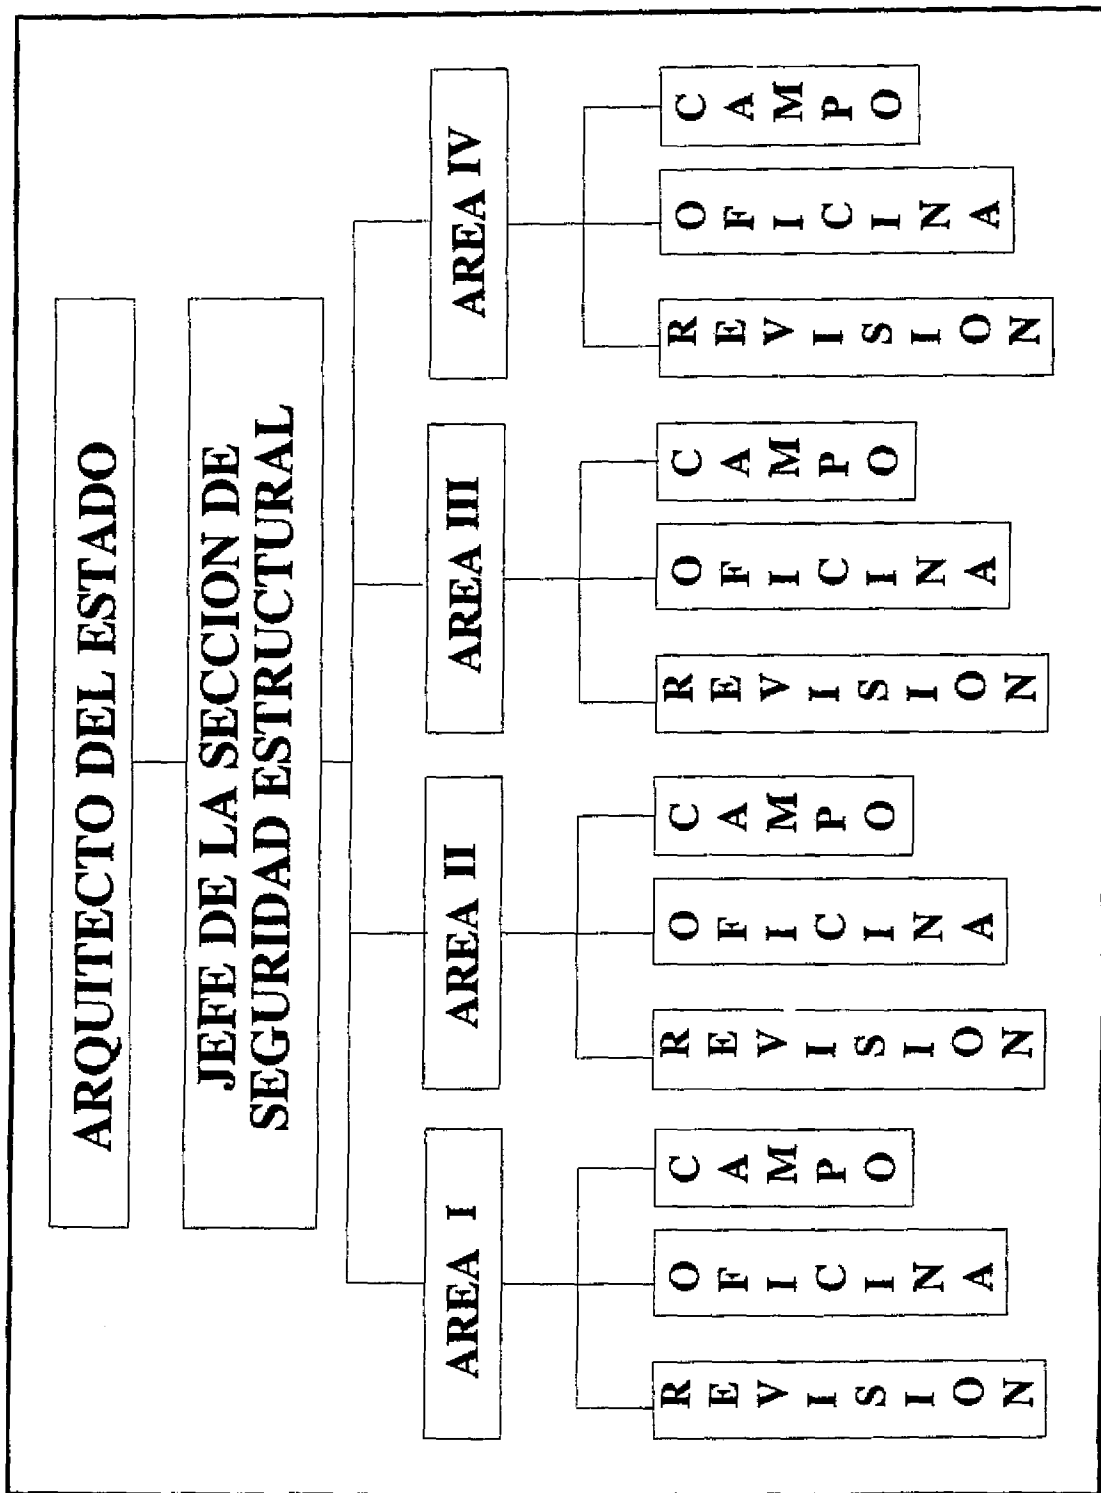 ARQUITECTO DEL ESTADO
JEFE DE LA SECCION DE
SEGURIDAD ESTRUCTURAL
AREA I
AREA II
AREA III
AREA IV
REVISION
OFICINA
CAMPO
REVISION
OFICINA
CAMPO
REVISION
OFICINA
CAMPO
REVISION
OFICINA
CAMPO